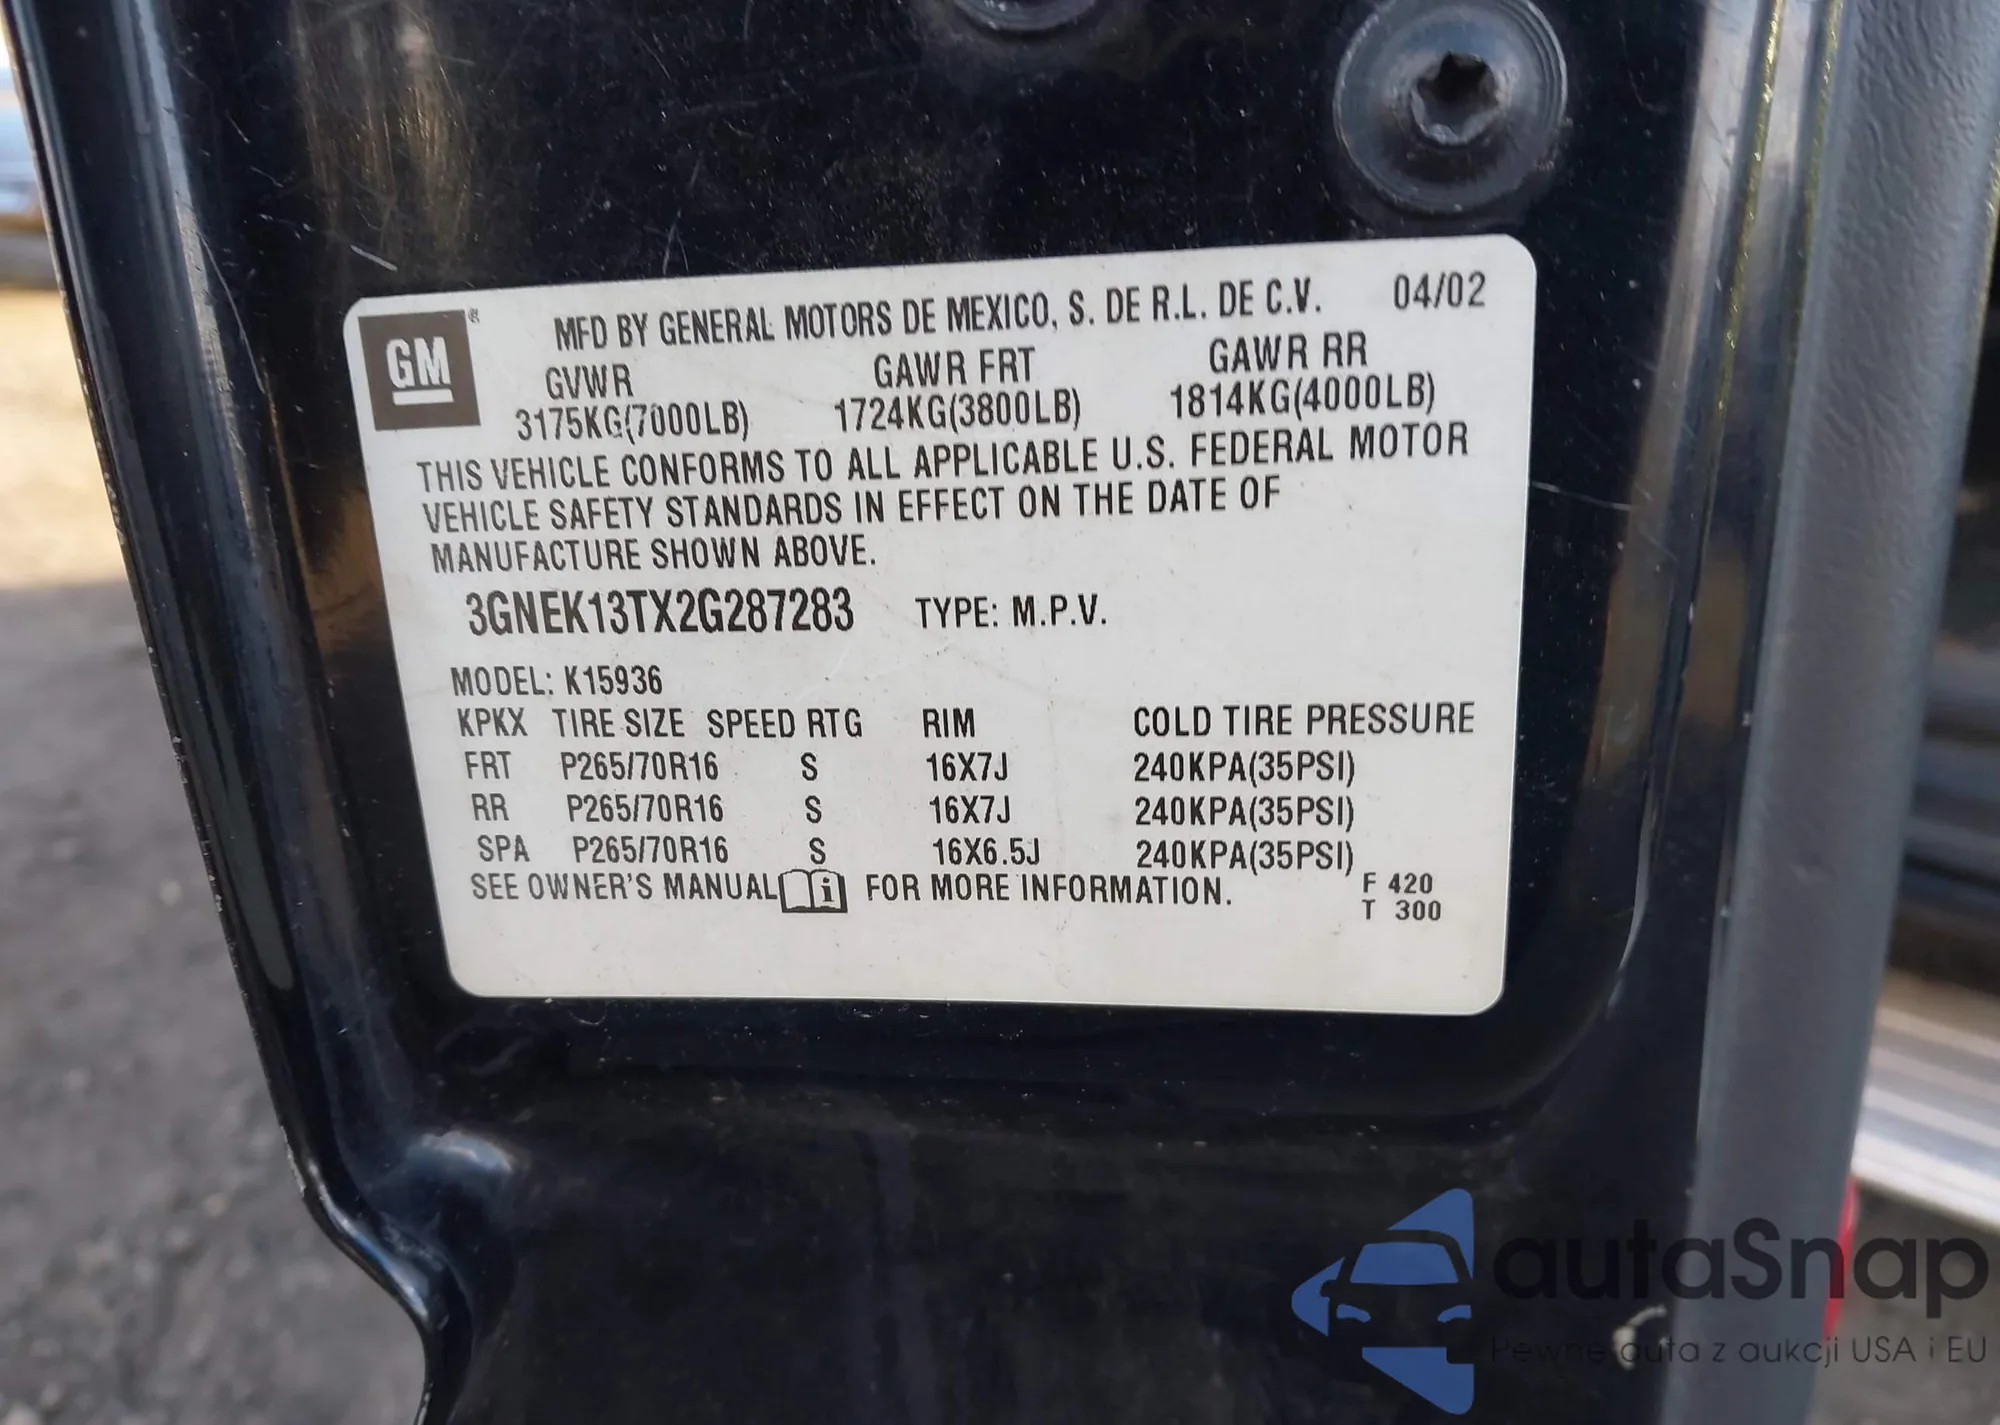 GM ®
MFD BY GENERAL MOTORS DE MEXICO, S. DE R.L. DE C.V. 04/02
GVWR GAWR FRT GAWR RR
3175KG(7000LB) 1724KG(3800LB) 1814KG(4000LB)
THIS VEHICLE CONFORMS TO ALL APPLICABLE U.S. FEDERAL MOTOR
VEHICLE SAFETY STANDARDS IN EFFECT ON THE DATE OF
MANUFACTURE SHOWN ABOVE.
3GNEK13TX2G287283 TYPE: M.P.V.
MODEL: K15936
KPKX TIRE SIZE SPEED RTG RIM COLD TIRE PRESSURE
FRT P265/70R16 S 16X7J 240KPA(35PSI)
RR P265/70R16 S 16X7J 240KPA(35PSI)
SPA P265/70R16 S 16X6.5J 240KPA(35PSI)
SEE OWNER'S MANUAL i FOR MORE INFORMATION.
F 420
T 300
autaSnap
Pewne auta z aukcji USA i EU